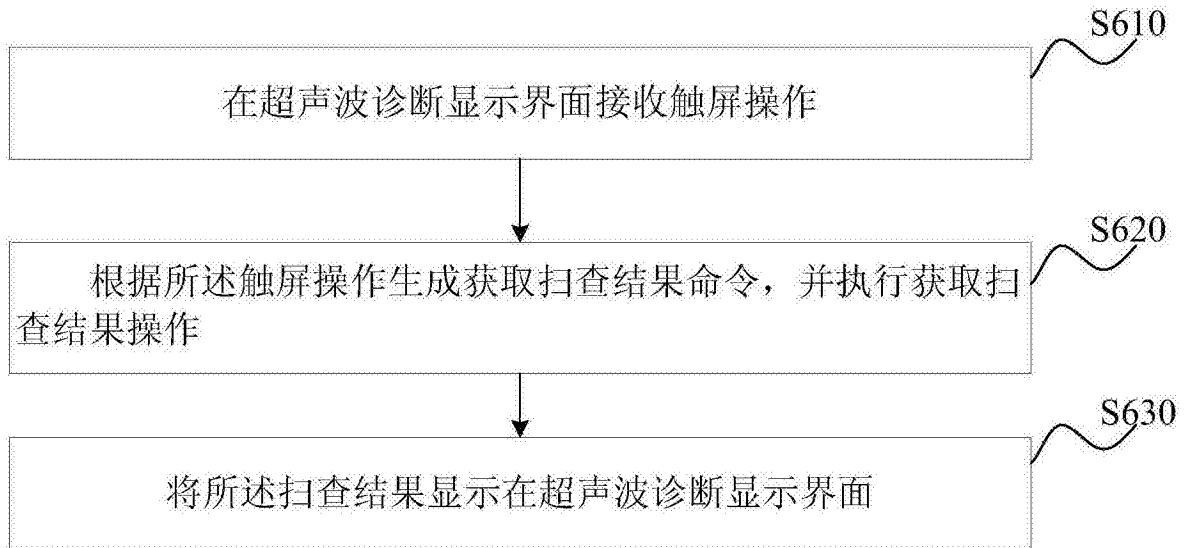 S610
在超声波诊断显示界面接收触屏操作
S620
根据所述触屏操作生成获取扫查结果命令，并执行获取扫
查结果操作
S630
将所述扫查结果显示在超声波诊断显示界面